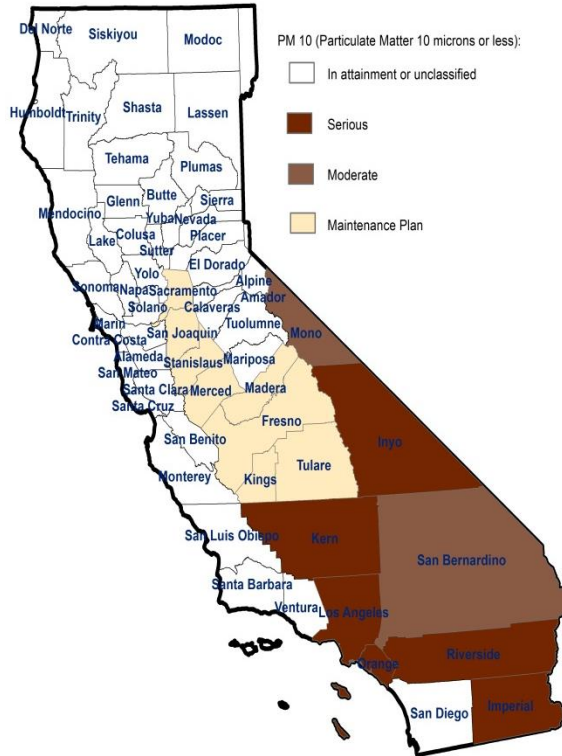 PM 10 (Particulate Matter 10 microns or less):
In attainment or unclassified
Serious
Moderate
Maintenance Plan
Del Norte
Siskiyou
Modoc
Humboldt
Trinity
Shasta
Lassen
Tehama
Plumas
Mendocino
Glenn
Butte
Sierra
Yuba
Nevada
Lake
Colusa
Placer
Sutter
El Dorado
Sonoma
Napa
Yolo
Sacramento
Alpine
Amador
Solano
Calaveras
Marin
San Joaquin
Tuolumne
Mono
Contra Costa
Alameda
Stanislaus
Mariposa
San Mateo
Santa Clara
Merced
Madera
Santa Cruz
Fresno
San Benito
Inyo
Monterey
Kings
Tulare
San Luis Obispo
Kern
San Bernardino
Santa Barbara
Ventura
Los Angeles
Orange
Riverside
San Diego
Imperial